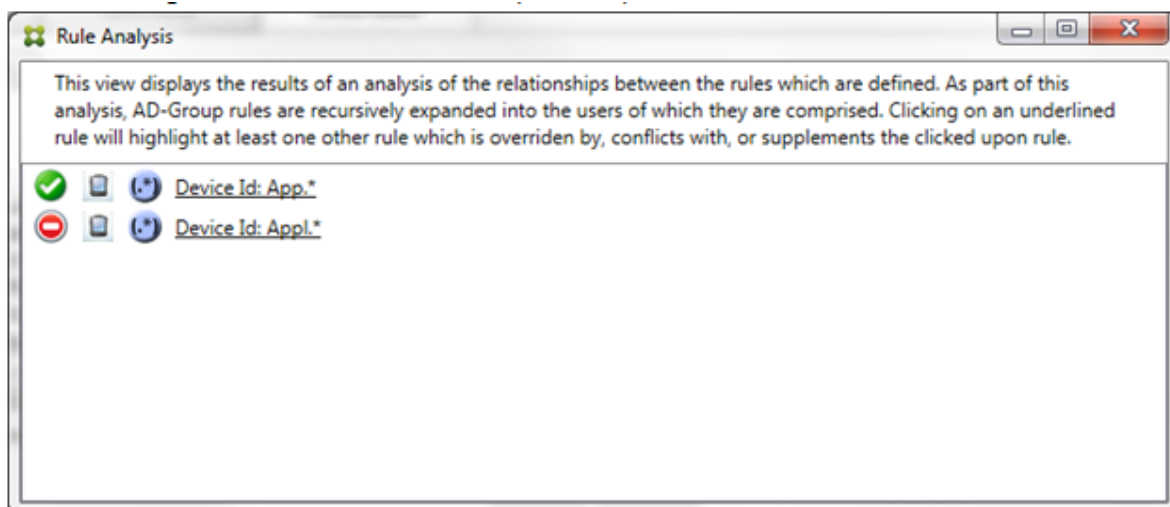 Rule Analysis
This view displays the results of an analysis of the relationships between the rules which are defined. As part of this
analysis, AD-Group rules are recursively expanded into the users of which they are comprised. Clicking on an underlined
rule will highlight at least one other rule which is overriden by, conflicts with, or supplements the clicked upon rule.
(.*) Device Id: App.*
(.*) Device Id: Appl.*